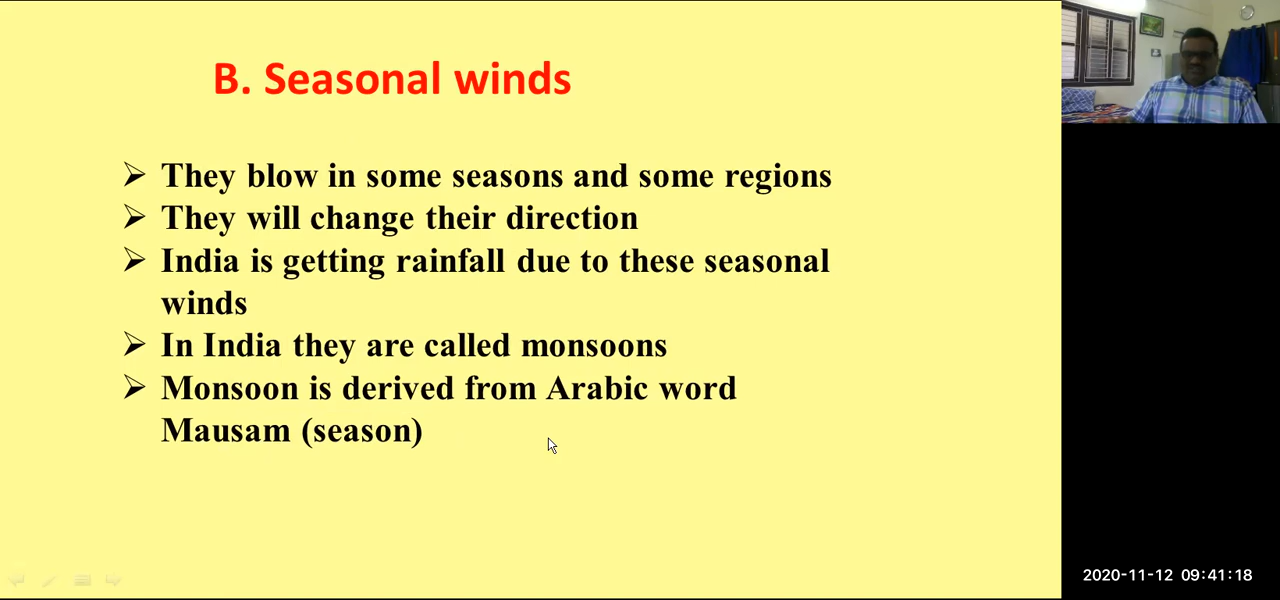 B. Seasonal winds
➢ They blow in some seasons and some regions
➢ They will change their direction
➢ India is getting rainfall due to these seasonal
winds
➢ In India they are called monsoons
➢ Monsoon is derived from Arabic word
Mausam (season)
2020-11-12 09:41:18